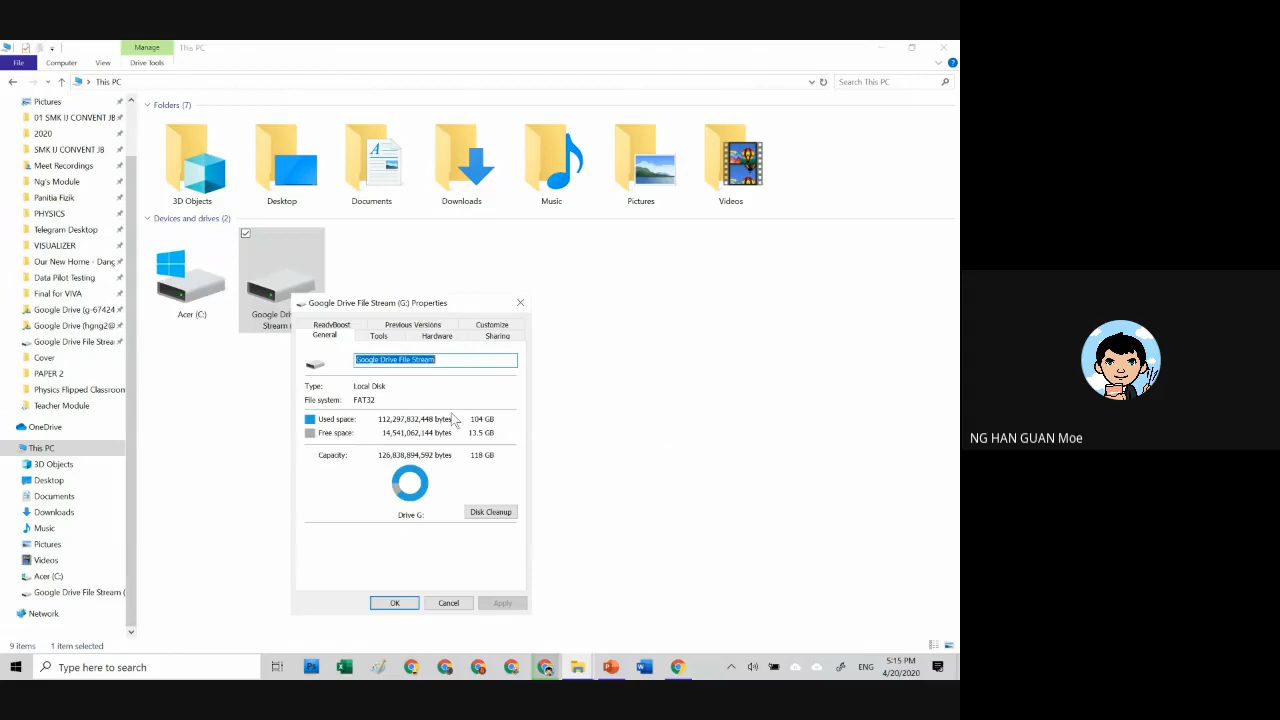 Manage
This PC
File
Computer
View
Drive Tools
This PC
Search This PC
Pictures
01 SMK IJ CONVENT JB
2020
SMK IJ CONVENT JB
Meet Recordings
Ng's Module
Panitia Fizik
PHYSICS
Telegram Desktop
VISUALIZER
Our New Home - Dang
Data Pilot Testing
Final for VIVA
Google Drive (g-67424
Google Drive (hgng2@
Google Drive File Strea
Cover
PAPER 2
Physics Flipped Classroom
Teacher Module
OneDrive
This PC
3D Objects
Desktop
Documents
Downloads
Music
Pictures
Videos
Acer (C:)
Google Drive File Stream (
Network
Folders (7)
3D Objects
Desktop
Documents
Downloads
Music
Pictures
Videos
Devices and drives (2)
Acer (C:)
Google Dri
Stream (
Google Drive File Stream (G:) Properties
ReadyBoost
Previous Versions
Customize
General
Tools
Hardware
Sharing
Google Drive File Stream
Type: Local Disk
File system: FAT32
Used space: 112,297,832,448 bytes 104 GB
Free space: 14,541,062,144 bytes 13.5 GB
Capacity: 126,838,894,592 bytes 118 GB
Drive G:
Disk Cleanup
OK
Cancel
Apply
9 items
1 item selected
Type here to search
ENG
5:15 PM
4/20/2020
NG HAN GUAN Moe